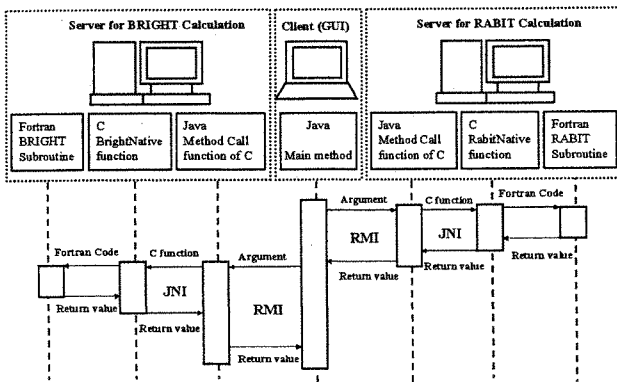 Server for BRIGHT Calculation
Client (GUI)
Server for RABIT Calculation
Fortran
BRIGHT
Subroutine
C
BrightNative
function
Java
Method Call
function of C
Java
Main method
Java
Method Call
function of C
C
RabitNative
function
Fortran
RABIT
Subroutine
Argument
C function
Fortran Code
RMI
JNI
Return value
Return value
Return value
Fortran Code
C function
Argument
JNI
RMI
Return value
Return value
Return value